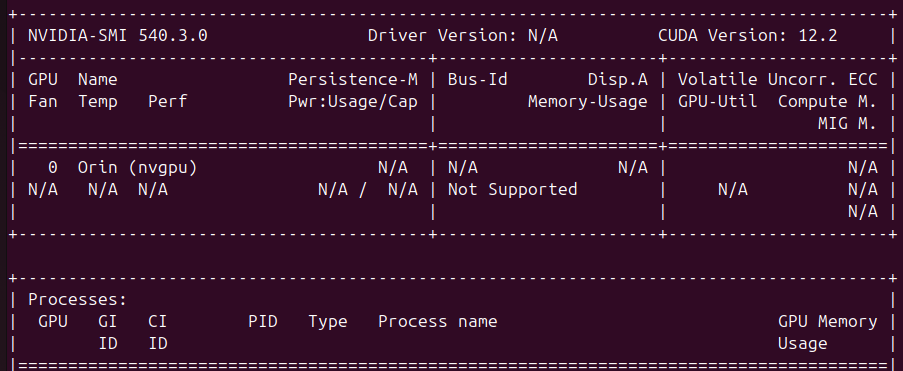 NVIDIA-SMI 540.3.0 Driver Version: N/A CUDA Version: 12.2
GPU Name Persistence-M | Bus-Id Disp.A | Volatile Uncorr. ECC
Fan Temp Perf Pwr:Usage/Cap | Memory-Usage | GPU-Util Compute M.
MIG M.
0 Orin (nvgpu) N/A | N/A N/A | N/A
N/A N/A N/A N/A / N/A | Not Supported | N/A N/A
N/A
Processes:
GPU GI CI PID Type Process name GPU Memory
ID ID Usage